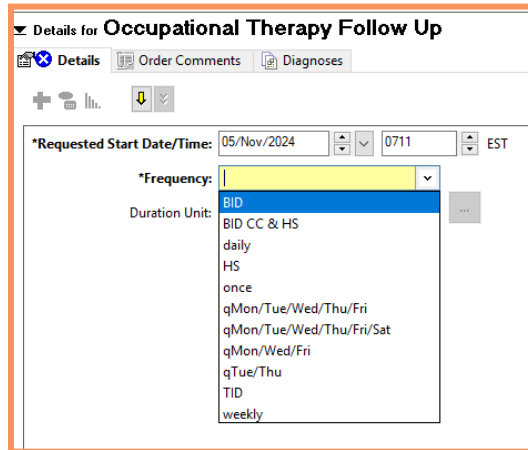 Details for Occupational Therapy Follow Up
Details Order Comments Diagnoses
*Requested Start Date/Time: 05/Nov/2024 0711 EST
*Frequency:
Duration Unit: ...
BID
BID CC & HS
daily
HS
once
qMon/Tue/Wed/Thu/Fri
qMon/Tue/Wed/Thu/Fri/Sat
qMon/Wed/Fri
qTue/Thu
TID
weekly